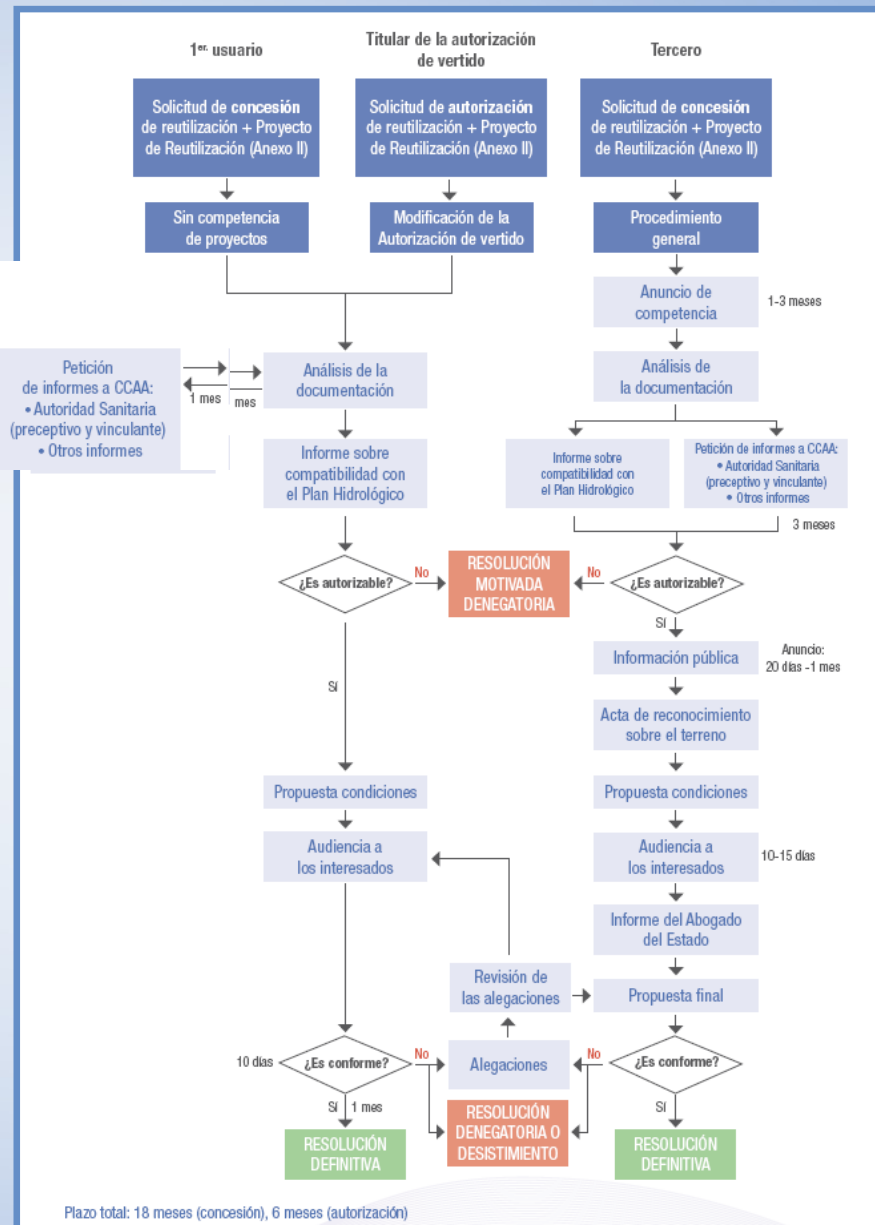 1er. usuario
Titular de la autorización
de vertido
Tercero
Solicitud de concesión
de reutilización + Proyecto
de Reutilización (Anexo II)
Solicitud de autorización
de reutilización + Proyecto
de Reutilización (Anexo II)
Solicitud de concesión
de reutilización + Proyecto
de Reutilización (Anexo II)
Sin competencia
de proyectos
Modificación de la
Autorización de vertido
Procedimiento
general
Anuncio de
competencia
1-3 meses
Petición
de informes a CCAA:
• Autoridad Sanitaria
(preceptivo y vinculante)
• Otros informes
1 mes
mes
Análisis de la
documentación
Análisis de
la documentación
Informe sobre
compatibilidad con
el Plan Hidrológico
Informe sobre
compatibilidad con
el Plan Hidrológico
Petición de informes a CCAA:
• Autoridad Sanitaria
(preceptivo y vinculante)
• Otros informes
3 meses
¿Es autorizable?
No
RESOLUCIÓN
MOTIVADA
DENEGATORIA
No
¿Es autorizable?
Sí
Sí
Información pública
Anuncio:
20 días -1 mes
Acta de reconocimiento
sobre el terreno
Propuesta condiciones
Propuesta condiciones
Audiencia a
los interesados
Audiencia a
los interesados
10-15 días
Informe del Abogado
del Estado
Revisión de
las alegaciones
Propuesta final
10 días
¿Es conforme?
No
Alegaciones
No
¿Es conforme?
Sí
1 mes
RESOLUCIÓN
DENEGATORIA O
DESISTIMIENTO
Sí
RESOLUCIÓN
DEFINITIVA
RESOLUCIÓN
DEFINITIVA
Plazo total: 18 meses (concesión), 6 meses (autorización)